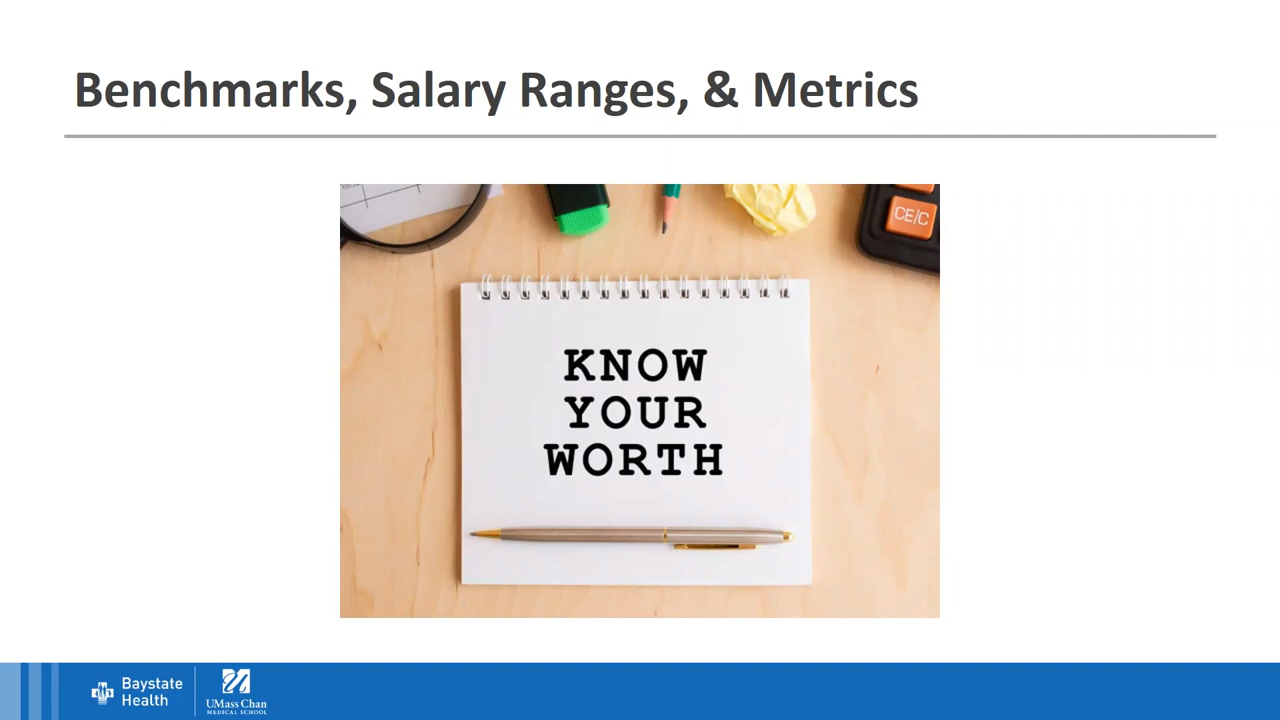 Benchmarks, Salary Ranges, & Metrics
CE/C
KNOW
YOUR
WORTH
Baystate
Health
UMass Chan
MEDICAL SCHOOL